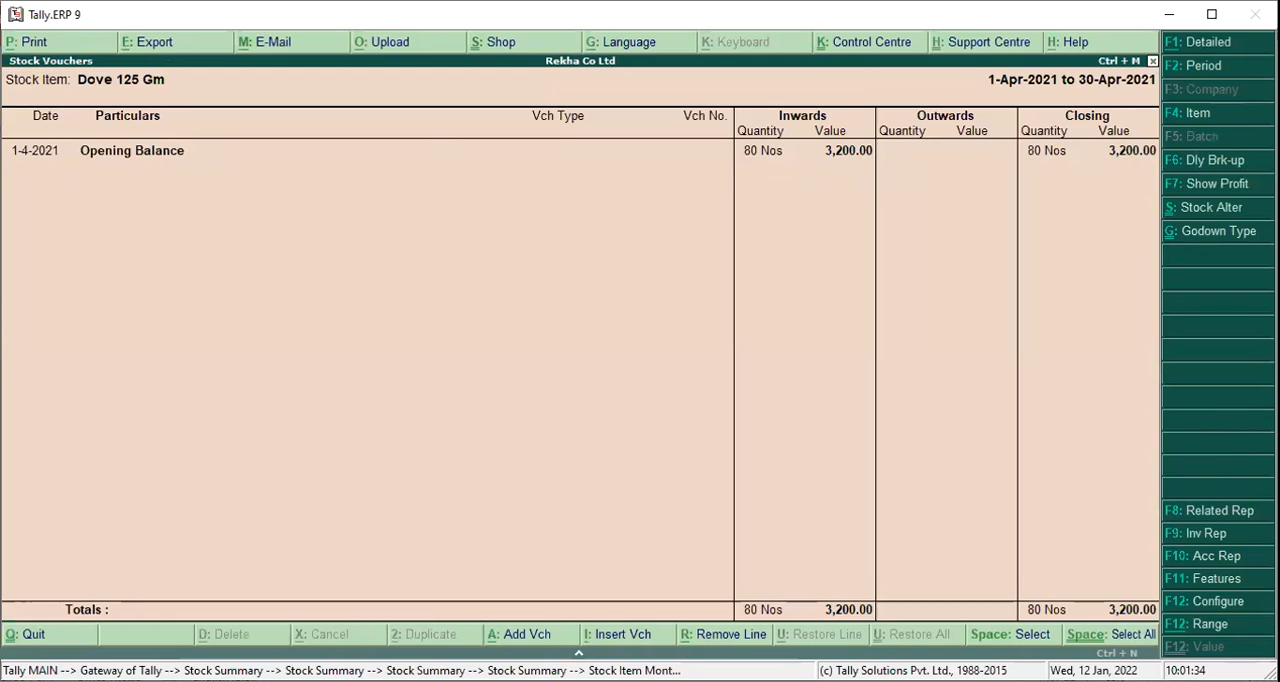 Tally.ERP 9
P: Print E: Export M: E-Mail O: Upload S: Shop G: Language K: Keyboard K: Control Centre H: Support Centre H: Help
Stock Vouchers Rekha Co Ltd Ctrl + M
Stock Item: Dove 125 Gm 1-Apr-2021 to 30-Apr-2021
Date Particulars Vch Type Vch No. Inwards Outwards Closing
Quantity Value Quantity Value Quantity Value
1-4-2021 Opening Balance 80 Nos 3,200.00 80 Nos 3,200.00
Totals : 80 Nos 3,200.00 80 Nos 3,200.00
Q: Quit D: Delete X: Cancel 2: Duplicate A: Add Vch I: Insert Vch R: Remove Line U: Restore Line U: Restore All Space: Select Space: Select All
Ctrl + N
Tally MAIN --> Gateway of Tally --> Stock Summary --> Stock Summary --> Stock Summary --> Stock Summary --> Stock Item Mont... (c) Tally Solutions Pvt. Ltd., 1988-2015 Wed, 12 Jan, 2022 10:01:34
F1: Detailed
F2: Period
F3: Company
F4: Item
F5: Batch
F6: Dly Brk-up
F7: Show Profit
S: Stock Alter
G: Godown Type
F8: Related Rep
F9: Inv Rep
F10: Acc Rep
F11: Features
F12: Configure
F12: Range
F12: Value